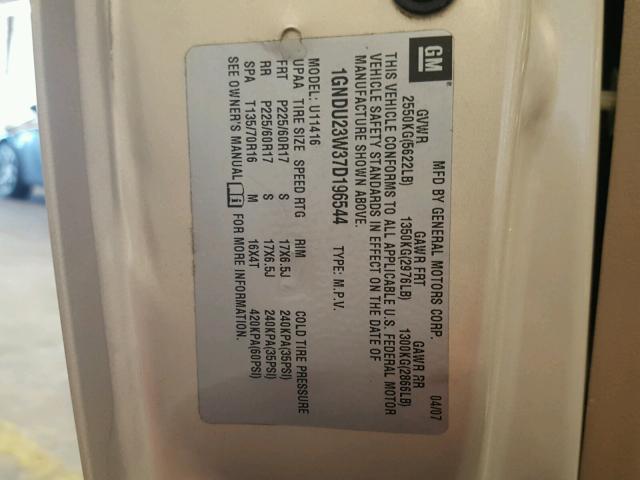 GM
MFD BY GENERAL MOTORS CORP. 04/07
GVWR GAWR FRT GAWR RR
2550KG(5622LB) 1350KG(2976LB) 1300KG(2866LB)
THIS VEHICLE CONFORMS TO ALL APPLICABLE U.S. FEDERAL MOTOR
VEHICLE SAFETY STANDARDS IN EFFECT ON THE DATE OF
MANUFACTURE SHOWN ABOVE.
1GNDU23W37D196544 TYPE: M.P.V.
MODEL: U11416
UPAA TIRE SIZE SPEED RTG RIM COLD TIRE PRESSURE
FRT P225/60R17 S 17X6.5J 240KPA(35PSI)
RR P225/60R17 S 17X6.5J 240KPA(35PSI)
SPA T135/70R16 M 16X4T 420KPA(60PSI)
SEE OWNER'S MANUAL i FOR MORE INFORMATION.